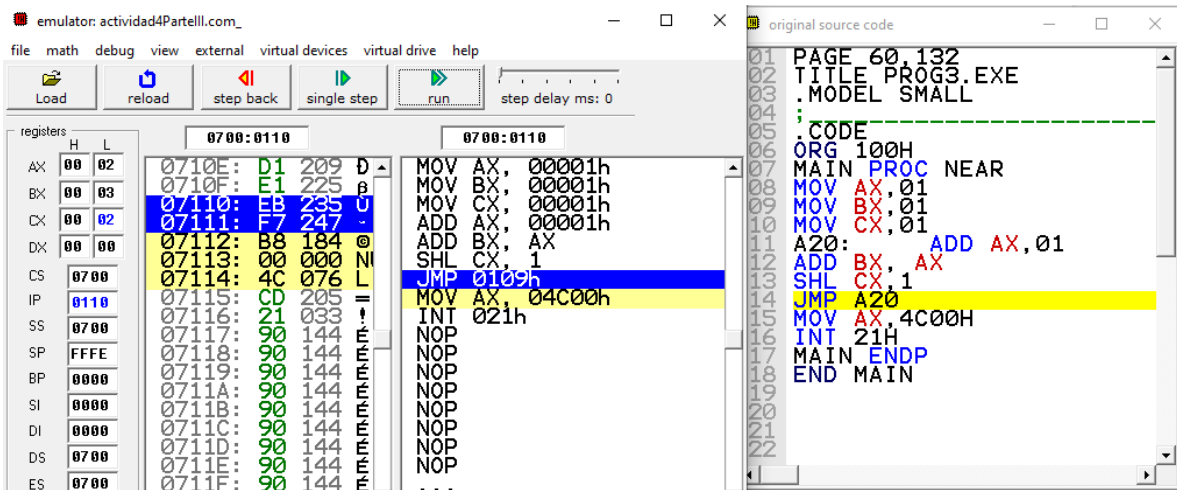 emulator: actividad4ParteIII.com_
file math debug view external virtual devices virtual drive help
Load reload step back single step run step delay ms: 0
registers
H L
AX 00 02
BX 00 03
CX 00 02
DX 00 00
CS 0700
IP 0110
SS 0700
SP FFFE
BP 0000
SI 0000
DI 0000
DS 0700
ES 0700
0700:0110
0710E: D1 209 Đ
0710F: E1 225 β
07110: EB 235 Ù
07111: F7 247 ˜
07112: B8 184 ©
07113: 00 000 NU
07114: 4C 076 L
07115: CD 205 =
07116: 21 033 !
07117: 90 144 É
07118: 90 144 É
07119: 90 144 É
0711A: 90 144 É
0711B: 90 144 É
0711C: 90 144 É
0711D: 90 144 É
0711E: 90 144 É
0711F: 90 144 É
0700:0110
MOV AX, 00001h
MOV BX, 00001h
MOV CX, 00001h
ADD AX, 00001h
ADD BX, AX
SHL CX, 1
JMP 0109h
MOV AX, 04C00h
INT 021h
NOP
NOP
NOP
NOP
NOP
NOP
NOP
NOP
...
original source code
01 PAGE 60,132
02 TITLE PROG3.EXE
03 .MODEL SMALL
04 ;______________________________
05 .CODE
06 ORG 100H
07 MAIN PROC NEAR
08 MOV AX,01
09 MOV BX,01
10 MOV CX,01
11 A20: ADD AX,01
12 ADD BX, AX
13 SHL CX,1
14 JMP A20
15 MOV AX,4C00H
16 INT 21H
17 MAIN ENDP
18 END MAIN
19
20
21
22